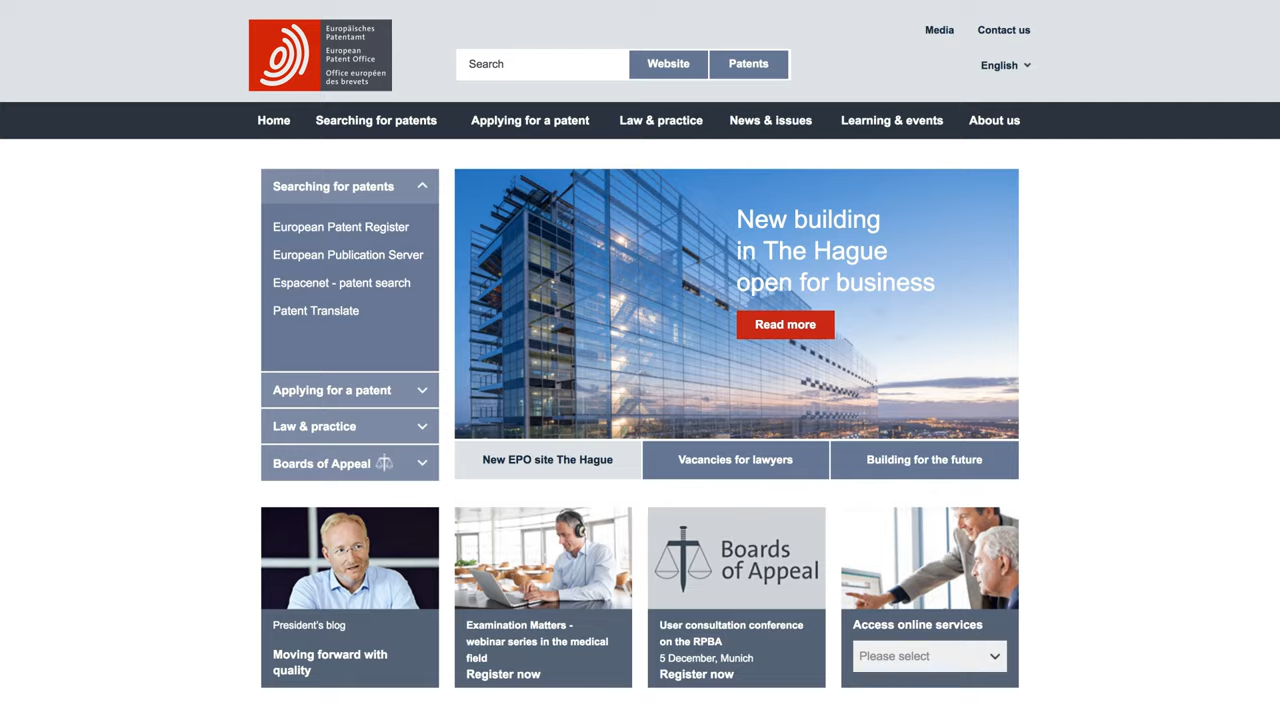 Europäisches
Patentamt
European
Patent Office
Office européen
des brevets
Search
Website
Patents
Media
Contact us
English
Home
Searching for patents
Applying for a patent
Law & practice
News & issues
Learning & events
About us
Searching for patents
European Patent Register
European Publication Server
Espacenet - patent search
Patent Translate
Applying for a patent
Law & practice
Boards of Appeal
New building
in The Hague
open for business
Read more
New EPO site The Hague
Vacancies for lawyers
Building for the future
President's blog
Moving forward with
quality
Examination Matters -
webinar series in the medical
field
Register now
Boards
of Appeal
User consultation conference
on the RPBA
5 December, Munich
Register now
Access online services
Please select